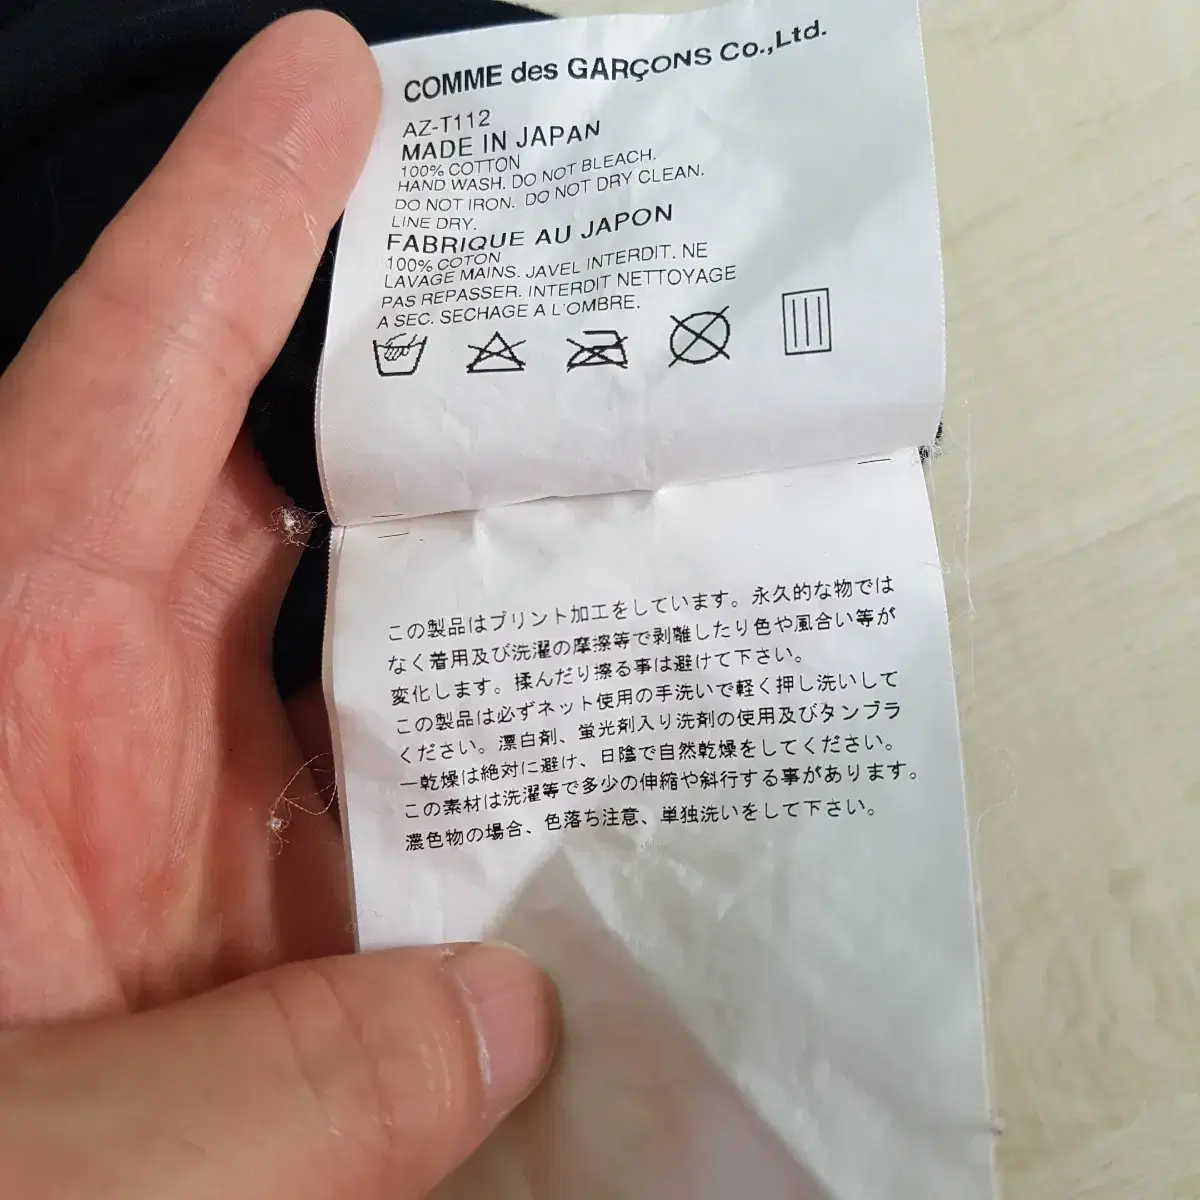 COMME des GARÇONS Co.,Ltd.
AZ-T112
MADE IN JAPAN
100% COTTON
HAND WASH. DO NOT BLEACH.
DO NOT IRON. DO NOT DRY CLEAN.
LINE DRY.
FABRIQUE AU JAPON
100% COTON
LAVAGE MAINS. JAVEL INTERDIT. NE
PAS REPASSER. INTERDIT NETTOYAGE
A SEC. SECHAGE A L'OMBRE.
この製品はプリント加工をしています。永久的な物では
なく着用及び洗濯の摩擦等で剥離したり色や風合い等が
変化します。揉んだり擦る事は避けて下さい。
この製品は必ずネット使用の手洗いで軽く押し洗いして
ください。漂白剤、蛍光剤入り洗剤の使用及びタンブラ
ー乾燥は絶対に避け、日陰で自然乾燥をしてください。
この素材は洗濯等で多少の伸縮や斜行する事があります。
濃色物の場合、色落ち注意、単独洗いをして下さい。